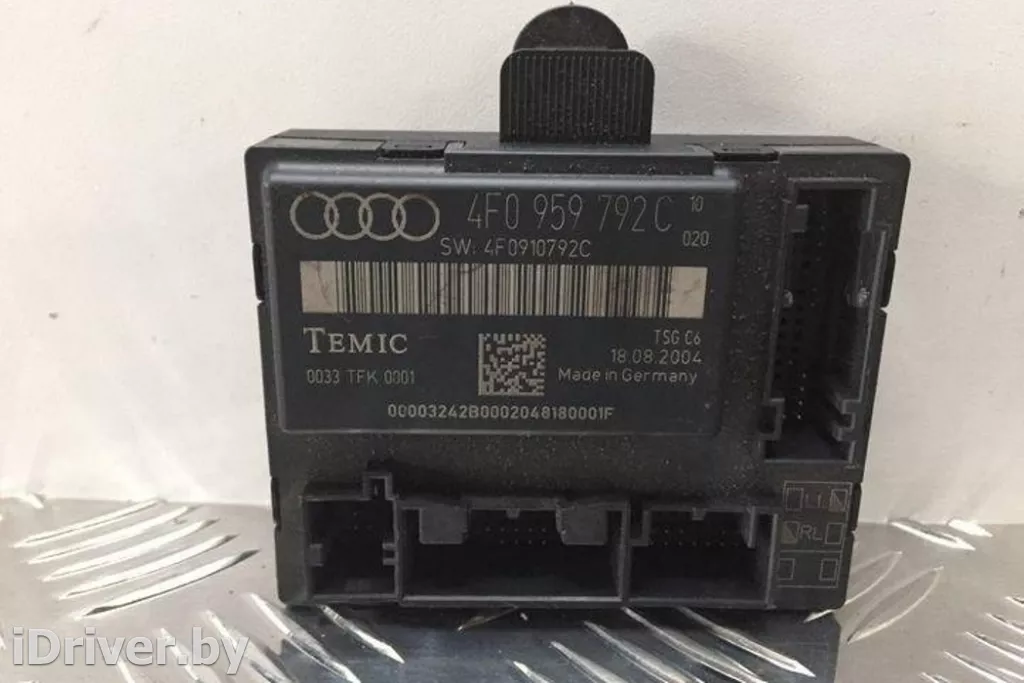 4F0 959 792C 10
020
SW: 4F0910792C
TEMIC
TSG C6
18.08.2004
0033 TFK 0001
Made in Germany
00003242B0002048180001F
RL
iDriver.by